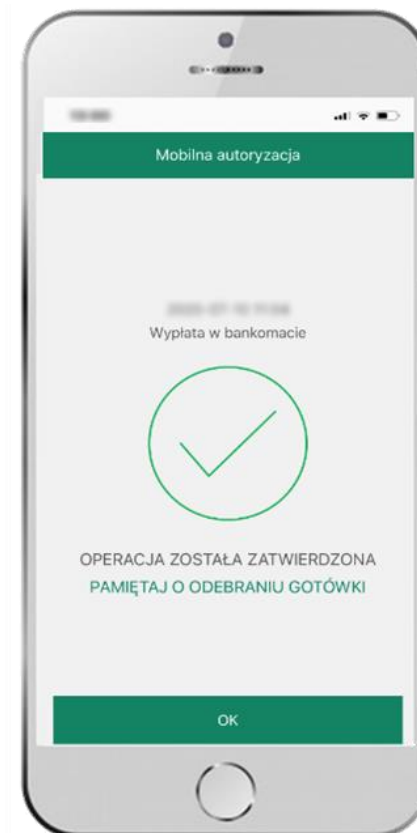 Mobilna autoryzacja
Wypłata w bankomacie
OPERACJA ZOSTAŁA ZATWIERDZONA
PAMIĘTAJ O ODEBRANIU GOTÓWKI
OK